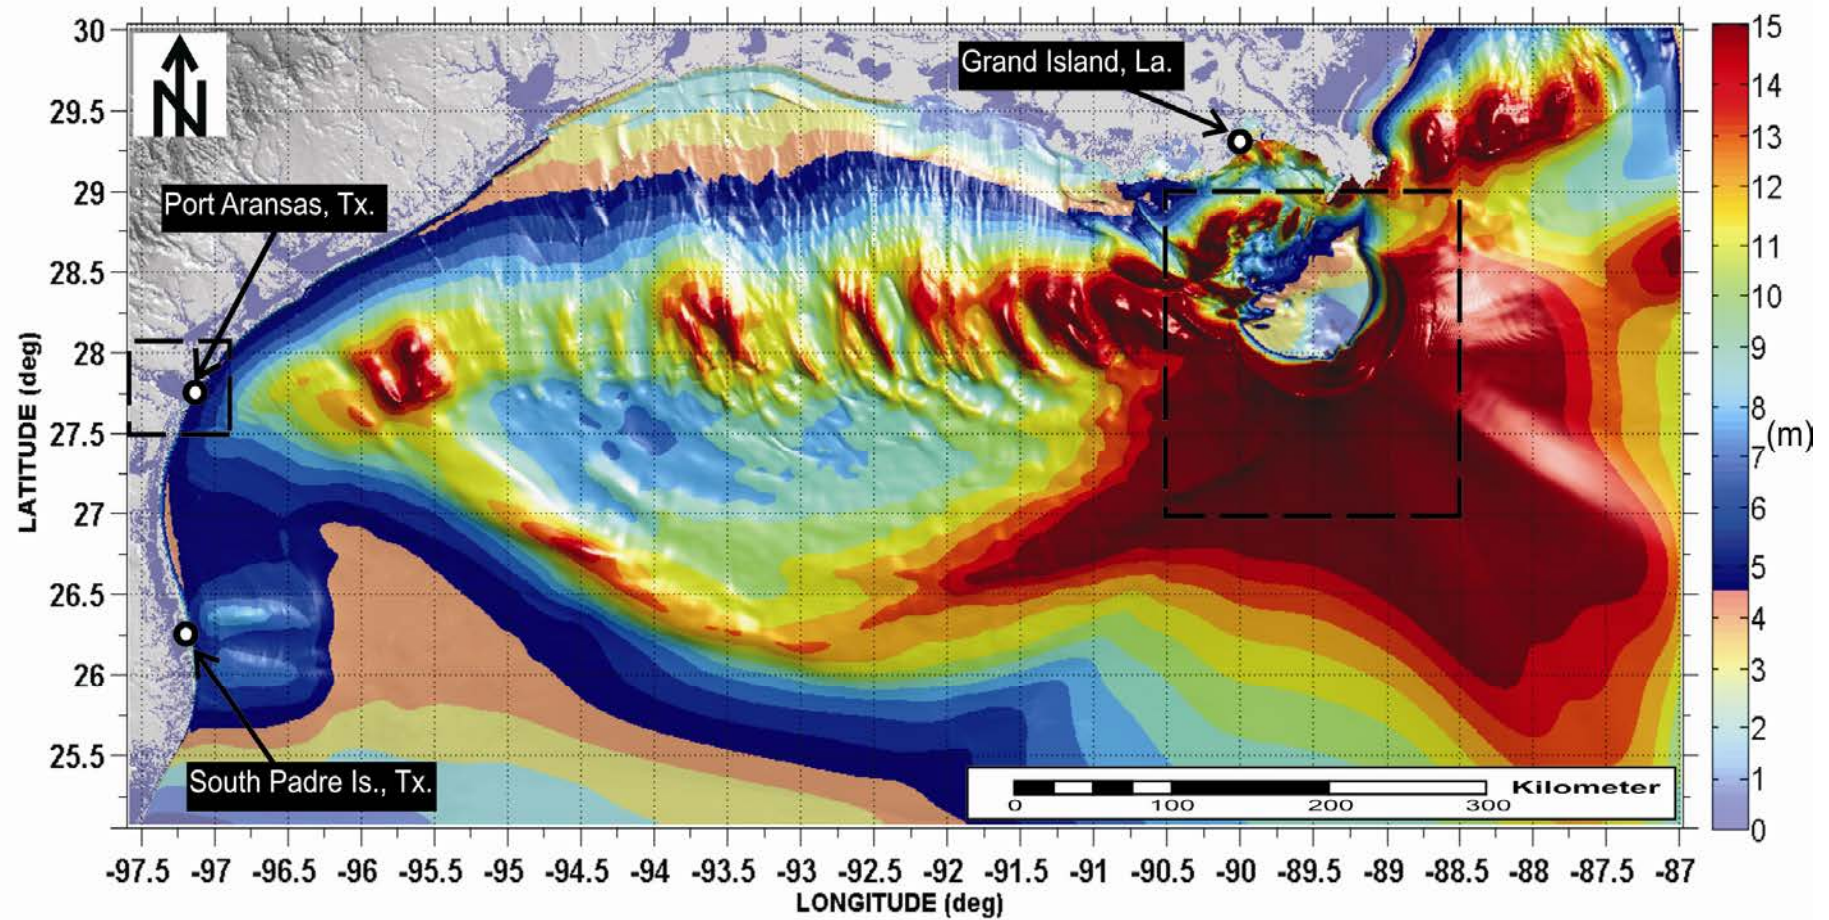 30
29.5
29
28.5
28
27.5
27
26.5
26
25.5
LATITUDE (deg)
N
Grand Island, La.
Port Aransas, Tx.
South Padre Is., Tx.
Kilometer
0 100 200 300
-97.5 -97 -96.5 -96 -95.5 -95 -94.5 -94 -93.5 -93 -92.5 -92 -91.5 -91 -90.5 -90 -89.5 -89 -88.5 -88 -87.5 -87
LONGITUDE (deg)
15
14
13
12
11
10
9
8
(m)
7
6
5
4
3
2
1
0